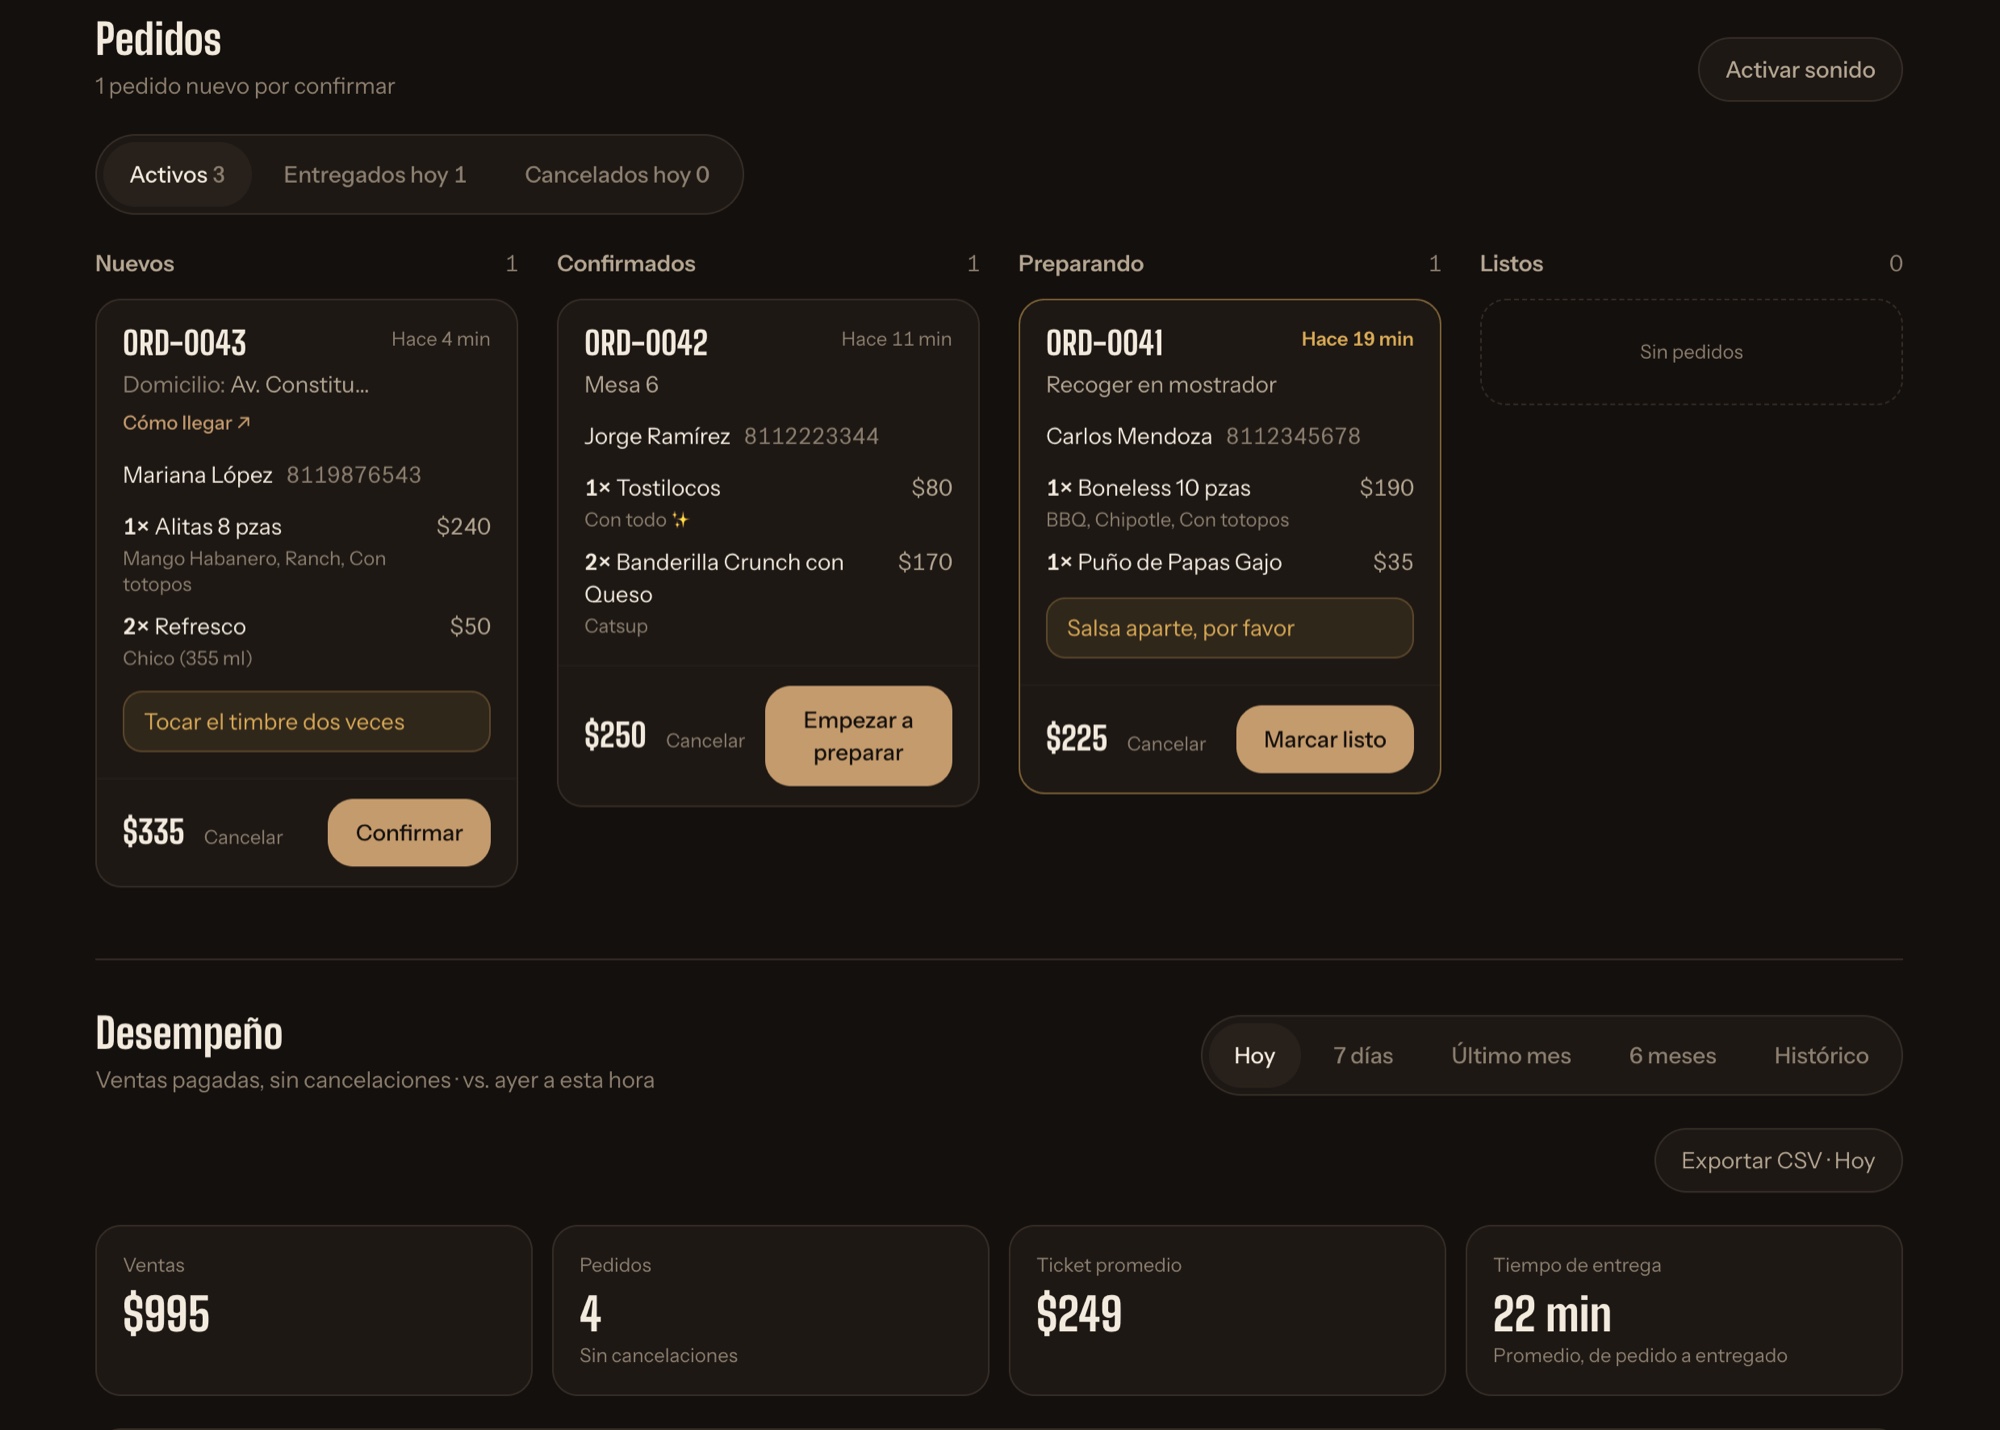 Pedidos
1 pedido nuevo por confirmar
Activar sonido
Activos 3
Entregados hoy 1
Cancelados hoy 0
Nuevos 1
ORD-0043 Hace 4 min
Domicilio: Av. Constitu...
Cómo llegar ↗
Mariana López 8119876543
1× Alitas 8 pzas $240
Mango Habanero, Ranch, Con
totopos
2× Refresco $50
Chico (355 ml)
Tocar el timbre dos veces
$335 Cancelar Confirmar
Confirmados 1
ORD-0042 Hace 11 min
Mesa 6
Jorge Ramírez 8112223344
1× Tostilocos $80
Con todo ✨
2× Banderilla Crunch con $170
Queso
Catsup
$250 Cancelar Empezar a
preparar
Preparando 1
ORD-0041 Hace 19 min
Recoger en mostrador
Carlos Mendoza 8112345678
1× Boneless 10 pzas $190
BBQ, Chipotle, Con totopos
1× Puño de Papas Gajo $35
Salsa aparte, por favor
$225 Cancelar Marcar listo
Listos 0
Sin pedidos
Desempeño
Ventas pagadas, sin cancelaciones · vs. ayer a esta hora
Hoy
7 días
Último mes
6 meses
Histórico
Exportar CSV · Hoy
Ventas
$995
Pedidos
4
Sin cancelaciones
Ticket promedio
$249
Tiempo de entrega
22 min
Promedio, de pedido a entregado